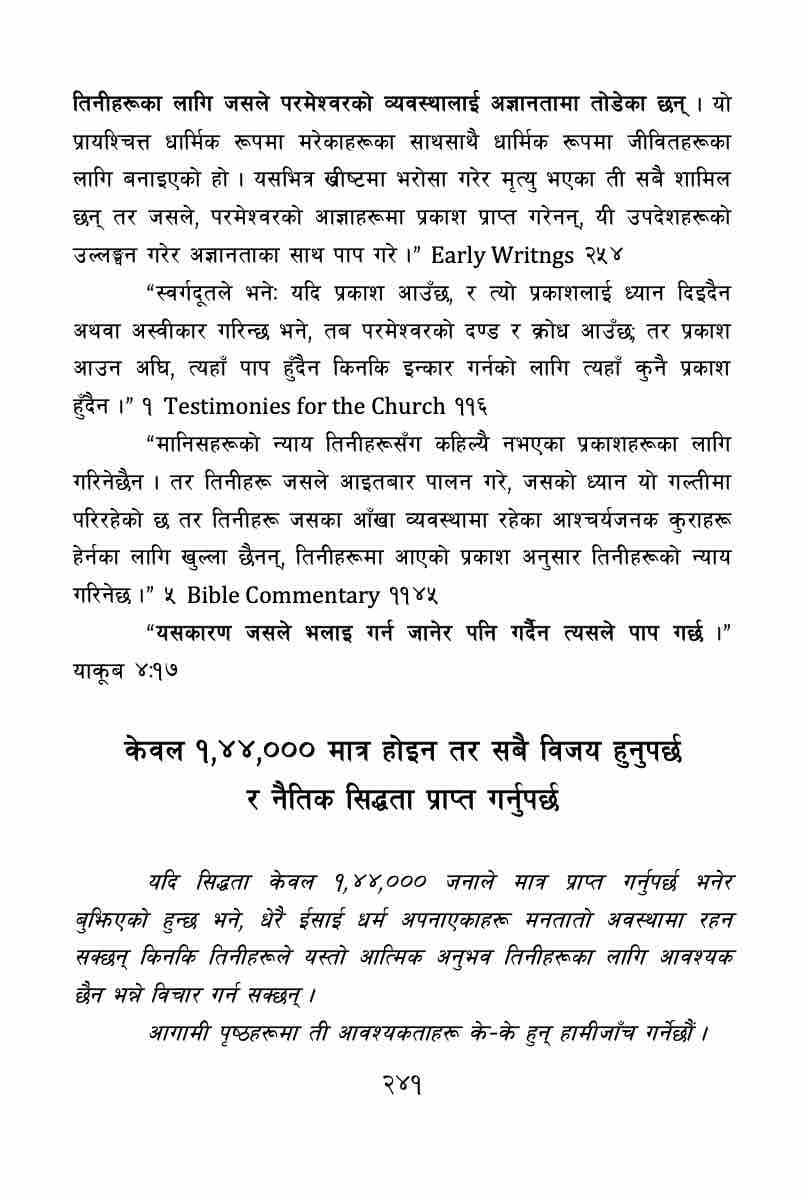 तिनीहरूका लागि जसले परमेश्वरको व्यवस्थालाई अज्ञानतामा तोडेका छन् । यो
प्रायश्चित्त धार्मिक रूपमा मरेकाहरूका साथसाथै धार्मिक रूपमा जीवितहरूका
लागि बनाइएको हो । यसभित्र ख्रीष्टमा भरोसा गरेर मृत्यु भएका ती सबै शामिल
छन् तर जसले, परमेश्वरको आज्ञाहरूमा प्रकाश प्राप्त गरेनन्, यी उपदेशहरूको
उल्लङ्घन गरेर अज्ञानताका साथ पाप गरे ।” Early Writngs २५४
“स्वर्गदूतले भनेः यदि प्रकाश आउँछ, र त्यो प्रकाशलाई ध्यान दिइदैन
अथवा अस्वीकार गरिन्छ भने, तब परमेश्वरको दण्ड र क्रोध आउँछ; तर प्रकाश
आउन अघि, त्यहाँ पाप हुँदैन किनकि इन्कार गर्नको लागि त्यहाँ कुनै प्रकाश
हुँदैन ।” १ Testimonies for the Church ११६
“मानिसहरूको न्याय तिनीहरूसँग कहिल्यै नभएका प्रकाशहरूका लागि
गरिनेछैन । तर तिनीहरू जसले आइतबार पालन गरे, जसको ध्यान यो गल्तीमा
परिरहेको छ तर तिनीहरू जसका आँखा व्यवस्थामा रहेका आश्चर्यजनक कुराहरू
हेर्नका लागि खुल्ला छैनन्, तिनीहरूमा आएको प्रकाश अनुसार तिनीहरूको न्याय
गरिनेछ ।” ५ Bible Commentary ११४५
“यसकारण जसले भलाइ गर्न जानेर पनि गर्दैन त्यसले पाप गर्छ ।”
याकूब ४:१७
केवल १,४४,००० मात्र होइन तर सबै विजय हुनुपर्छ
र नैतिक सिद्धता प्राप्त गर्नुपर्छ
यदि सिद्धता केवल १,४४,००० जनाले मात्र प्राप्त गर्नुपर्छ भनेर
बुझिएको हुन्छ भने, धेरै ईसाई धर्म अपनाएकाहरू मनतातो अवस्थामा रहन
सक्छन् किनकि तिनीहरूले यस्तो आत्मिक अनुभव तिनीहरूका लागि आवश्यक
छैन भन्ने विचार गर्न सक्छन् ।
आगामी पृष्ठहरूमा ती आवश्यकताहरू के-के हुन् हामीजाँच गर्नेछौं ।
२४१